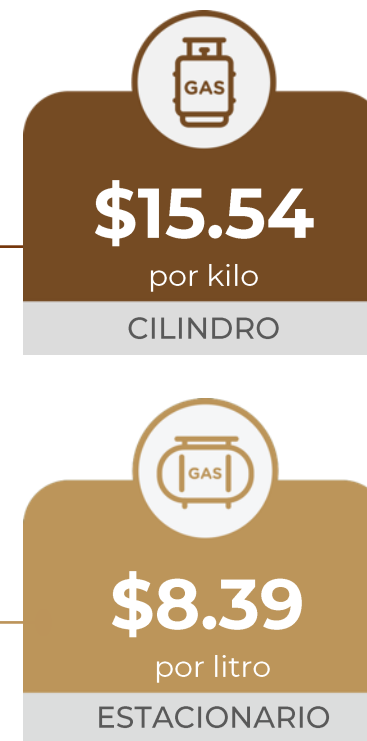 GAS
$15.54
por kilo
CILINDRO
GAS
$8.39
por litro
ESTACIONARIO